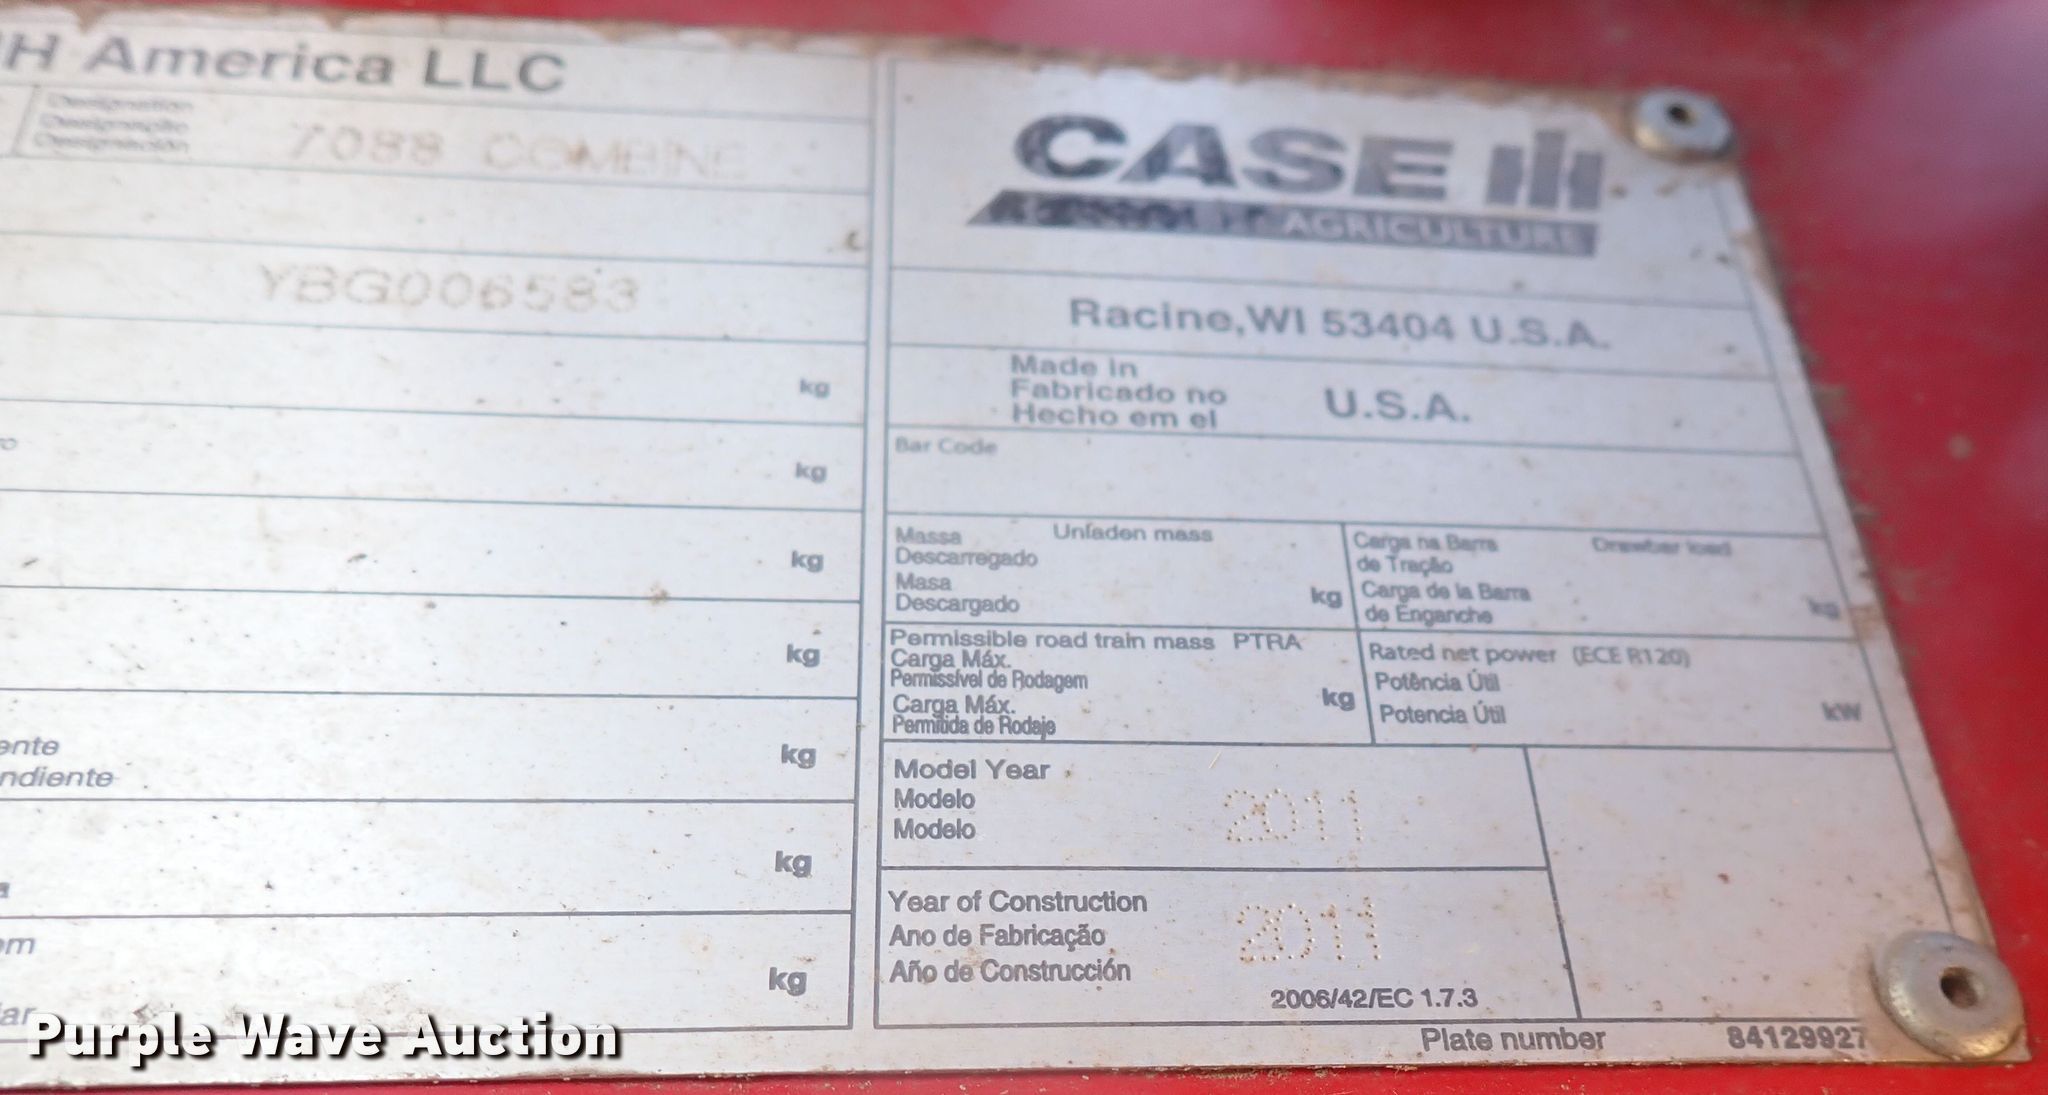 IH America LLC
Designation
Designação
Designación
7088 COMBINE
YBG006583
kg
kg
kg
kg
ente
ndiente
kg
kg
em
kg
lar
CASE IH
AGRICULTURE
Racine,WI 53404 U.S.A.
Made in
Fabricado no
Hecho em el
U.S.A.
Bar Code
Massa
Descarregado
Masa
Descargado
Unladen mass
kg
Carga na Barra
de Tração
Carga de la Barra
de Enganche
Drawbar load
kg
Permissible road train mass PTRA
Carga Máx.
Permissível de Rodagem
Carga Máx.
Permitida de Rodaje
kg
Rated net power (ECE R120)
Potência Útil
Potencia Útil
kW
Model Year
Modelo
Modelo
2011
Year of Construction
Ano de Fabricação
Año de Construcción
2011
2006/42/EC 1.7.3
Plate number 84129927
Purple Wave Auction